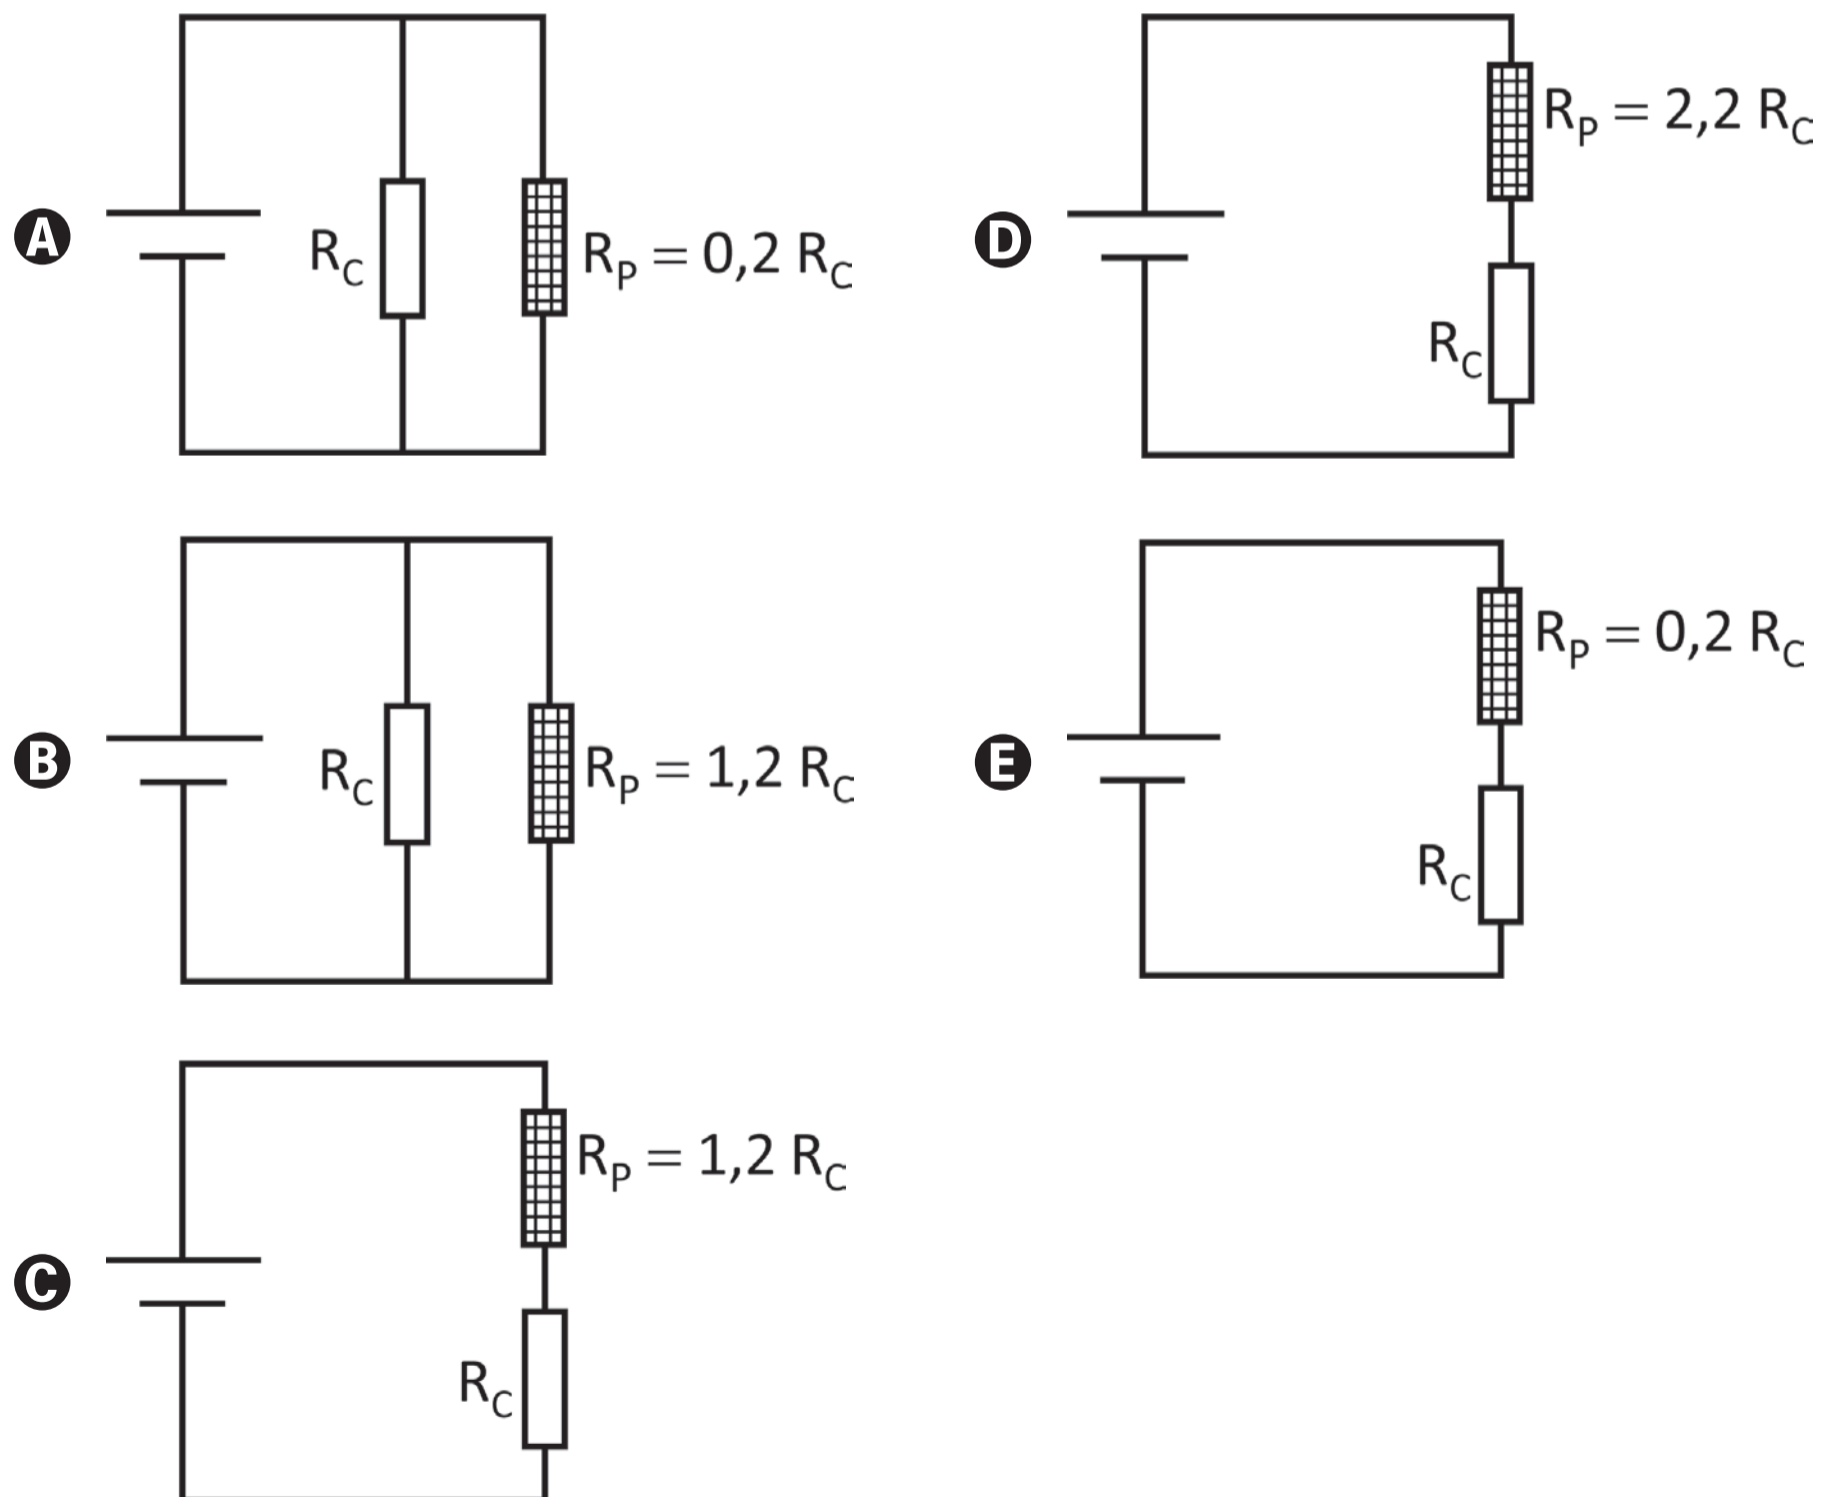 A
R_C
R_P = 0,2 R_C
B
R_C
R_P = 1,2 R_C
C
R_P = 1,2 R_C
R_C
D
R_P = 2,2 R_C
R_C
E
R_P = 0,2 R_C
R_C